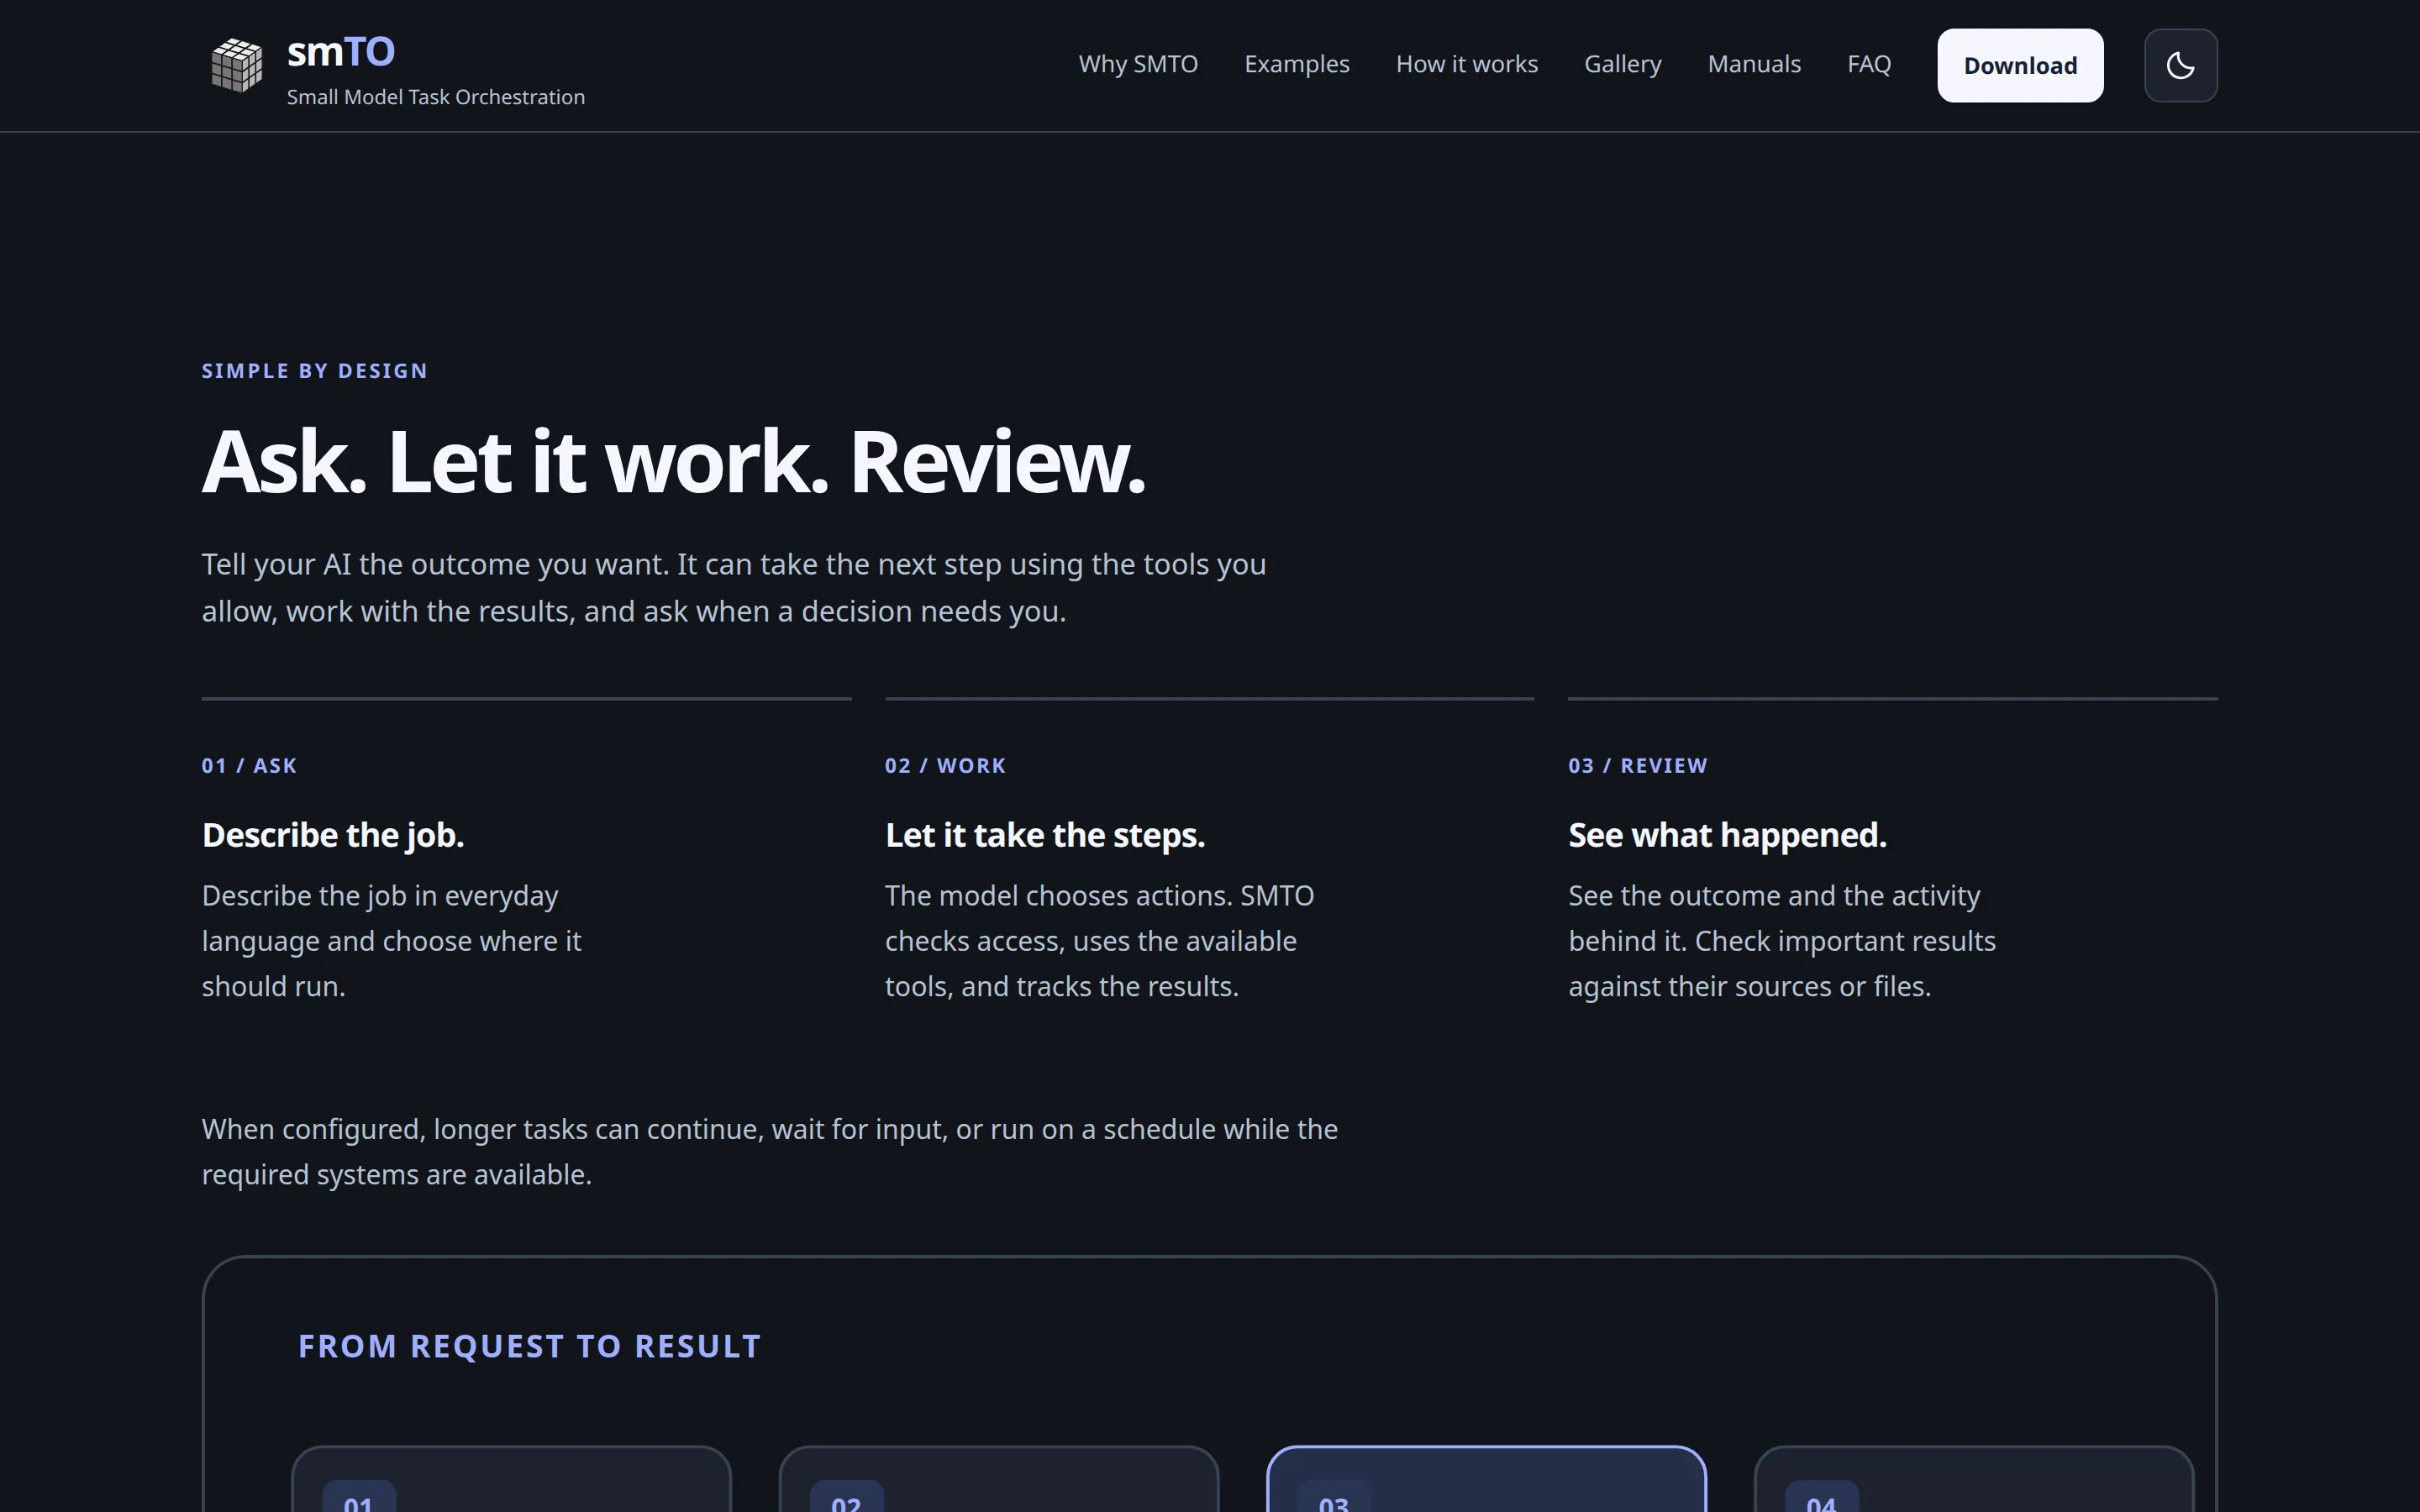 smTO
Small Model Task Orchestration
Why SMTO
Examples
How it works
Gallery
Manuals
FAQ
Download
SIMPLE BY DESIGN
Ask. Let it work. Review.
Tell your AI the outcome you want. It can take the next step using the tools you
allow, work with the results, and ask when a decision needs you.
01 / ASK
Describe the job.
Describe the job in everyday
language and choose where it
should run.
02 / WORK
Let it take the steps.
The model chooses actions. SMTO
checks access, uses the available
tools, and tracks the results.
03 / REVIEW
See what happened.
See the outcome and the activity
behind it. Check important results
against their sources or files.
When configured, longer tasks can continue, wait for input, or run on a schedule while the
required systems are available.
FROM REQUEST TO RESULT
01
02
03
04